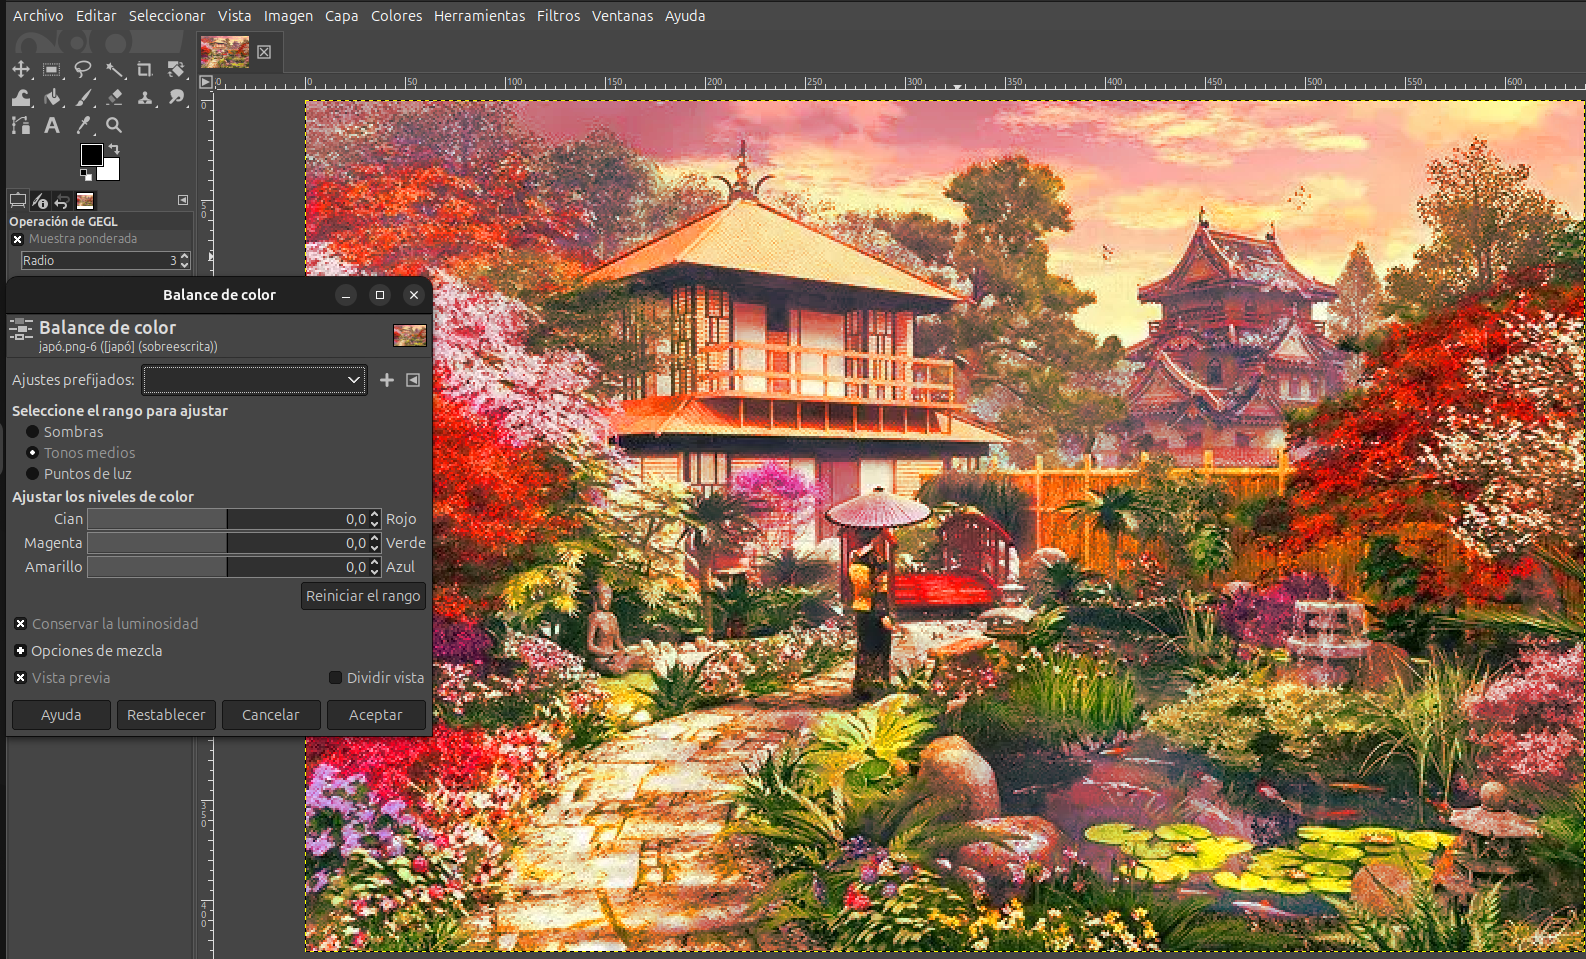 Archivo Editar Seleccionar Vista Imagen Capa Colores Herramientas Filtros Ventanas Ayuda
0 50 100 150 200 250 300 350 400 450 500 550 600
0
50
350
400
Operación de GEGL
Muestra ponderada
Radio 3
Balance de color
Balance de color
japó.png-6 ([japó] (sobreescrita))
Ajustes prefijados:
Seleccione el rango para ajustar
Sombras
Tonos medios
Puntos de luz
Ajustar los niveles de color
Cian 0,0 Rojo
Magenta 0,0 Verde
Amarillo 0,0 Azul
Reiniciar el rango
Conservar la luminosidad
Opciones de mezcla
Vista previa Dividir vista
Ayuda Restablecer Cancelar Aceptar